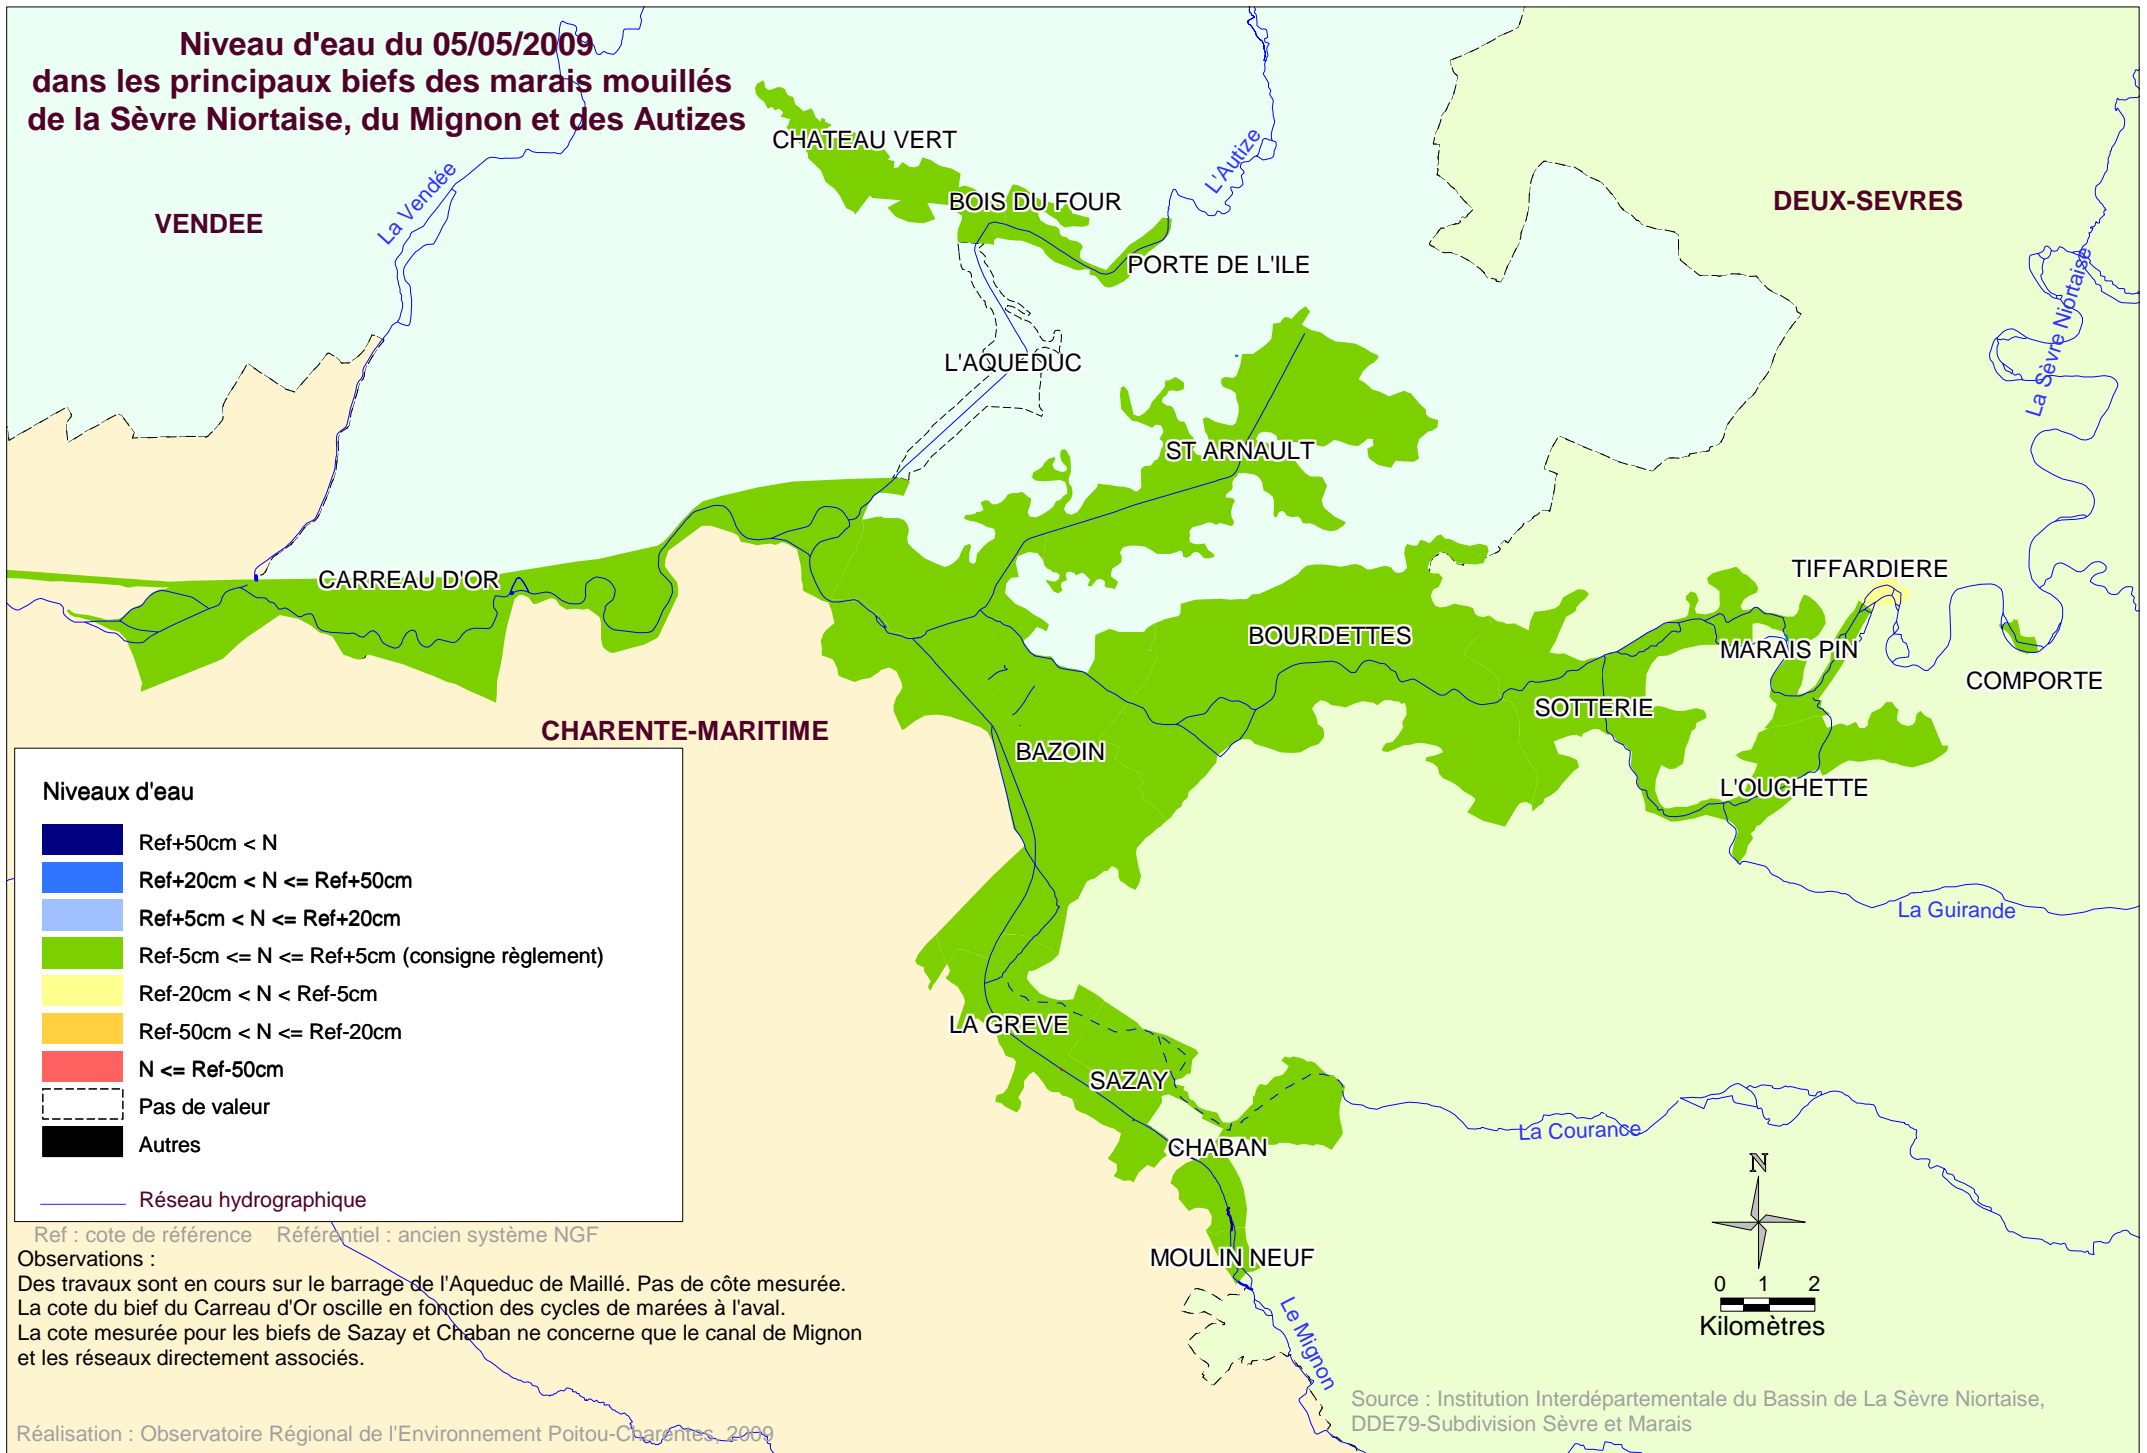 Niveau d'eau du 05/05/2009
dans les principaux biefs des marais mouillés
de la Sèvre Niortaise, du Mignon et des Autizes
VENDEE
La Vendée
CHATEAU VERT
BOIS DU FOUR
L'Autize
PORTE DE L'ILE
DEUX-SEVRES
La Sèvre Niortaise
L'AQUEDUC
ST ARNAULT
CARREAU D'OR
TIFFARDIERE
BOURDETTES
MARAIS PIN
COMPORTE
SOTTERIE
CHARENTE-MARITIME
BAZOIN
L'OUCHETTE
La Guirande
LA GREVE
SAZAY
CHABAN
La Courance
MOULIN NEUF
Le Mignon
Niveaux d'eau
Ref+50cm < N
Ref+20cm < N <= Ref+50cm
Ref+5cm < N <= Ref+20cm
Ref-5cm <= N <= Ref+5cm (consigne règlement)
Ref-20cm < N < Ref-5cm
Ref-50cm < N <= Ref-20cm
N <= Ref-50cm
Pas de valeur
Autres
Réseau hydrographique
Ref : cote de référence Référentiel : ancien système NGF
Observations :
Des travaux sont en cours sur le barrage de l'Aqueduc de Maillé. Pas de côte mesurée.
La cote du bief du Carreau d'Or oscille en fonction des cycles de marées à l'aval.
La cote mesurée pour les biefs de Sazay et Chaban ne concerne que le canal de Mignon
et les réseaux directement associés.
Réalisation : Observatoire Régional de l'Environnement Poitou-Charentes, 2009
N
0 1 2
Kilomètres
Source : Institution Interdépartementale du Bassin de La Sèvre Niortaise,
DDE79-Subdivision Sèvre et Marais